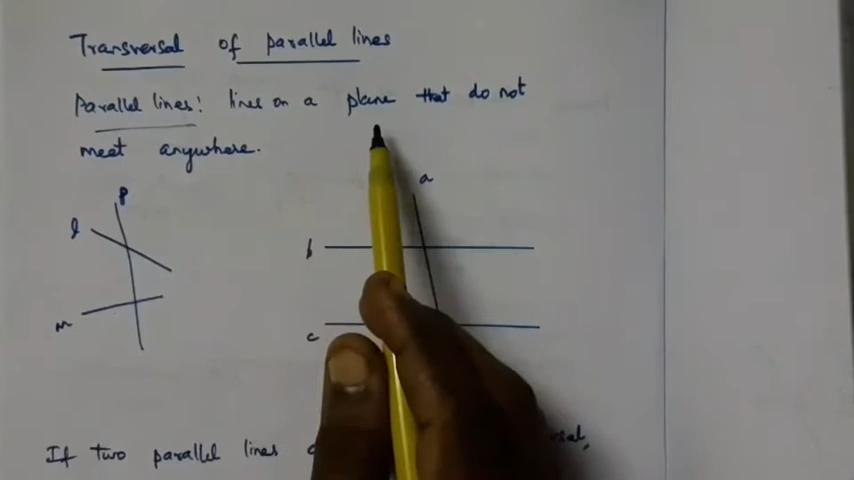 Transversal of parallel lines
Parallel lines: lines on a plane that do not
meet anywhere.
p
a
l
b
m
c
If two parallel lines